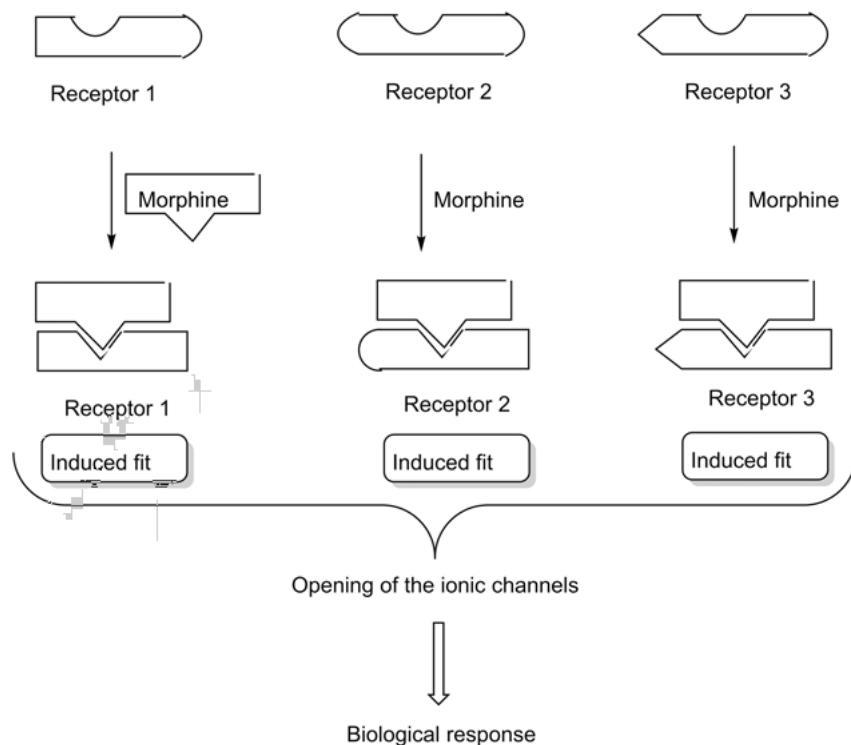 Receptor 1
Receptor 2
Receptor 3
Morphine
Morphine
Morphine
Receptor 1
Receptor 2
Receptor 3
Induced fit
Induced fit
Induced fit
Opening of the ionic channels
Biological response